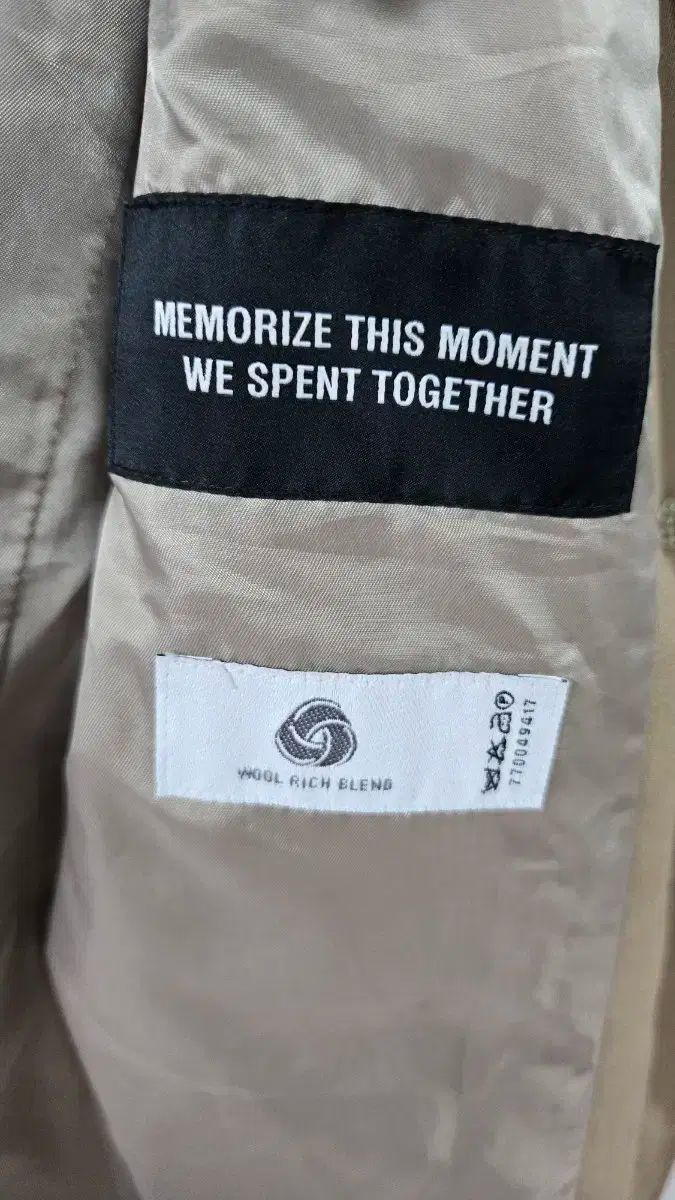 MEMORIZE THIS MOMENT
WE SPENT TOGETHER
WOOL RICH BLEND
P
770049417